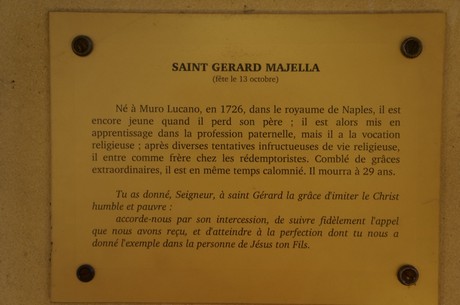 SAINT GERARD MAJELLA
(fête le 13 octobre)
Né à Muro Lucano, en 1726, dans le royaume de Naples, il est
encore jeune quand il perd son père ; il est alors mis en
apprentissage dans la profession paternelle, mais il a la vocation
religieuse ; après diverses tentatives infructueuses de vie religieuse,
il entre comme frère chez les rédemptoristes. Comblé de grâces
extraordinaires, il est en même temps calomnié. Il mourra à 29 ans.
Tu as donné, Seigneur, à saint Gérard la grâce d'imiter le Christ
humble et pauvre :
accorde-nous par son intercession, de suivre fidèlement l'appel
que nous avons reçu, et d'atteindre à la perfection dont tu nous a
donné l'exemple dans la personne de Jésus ton Fils.